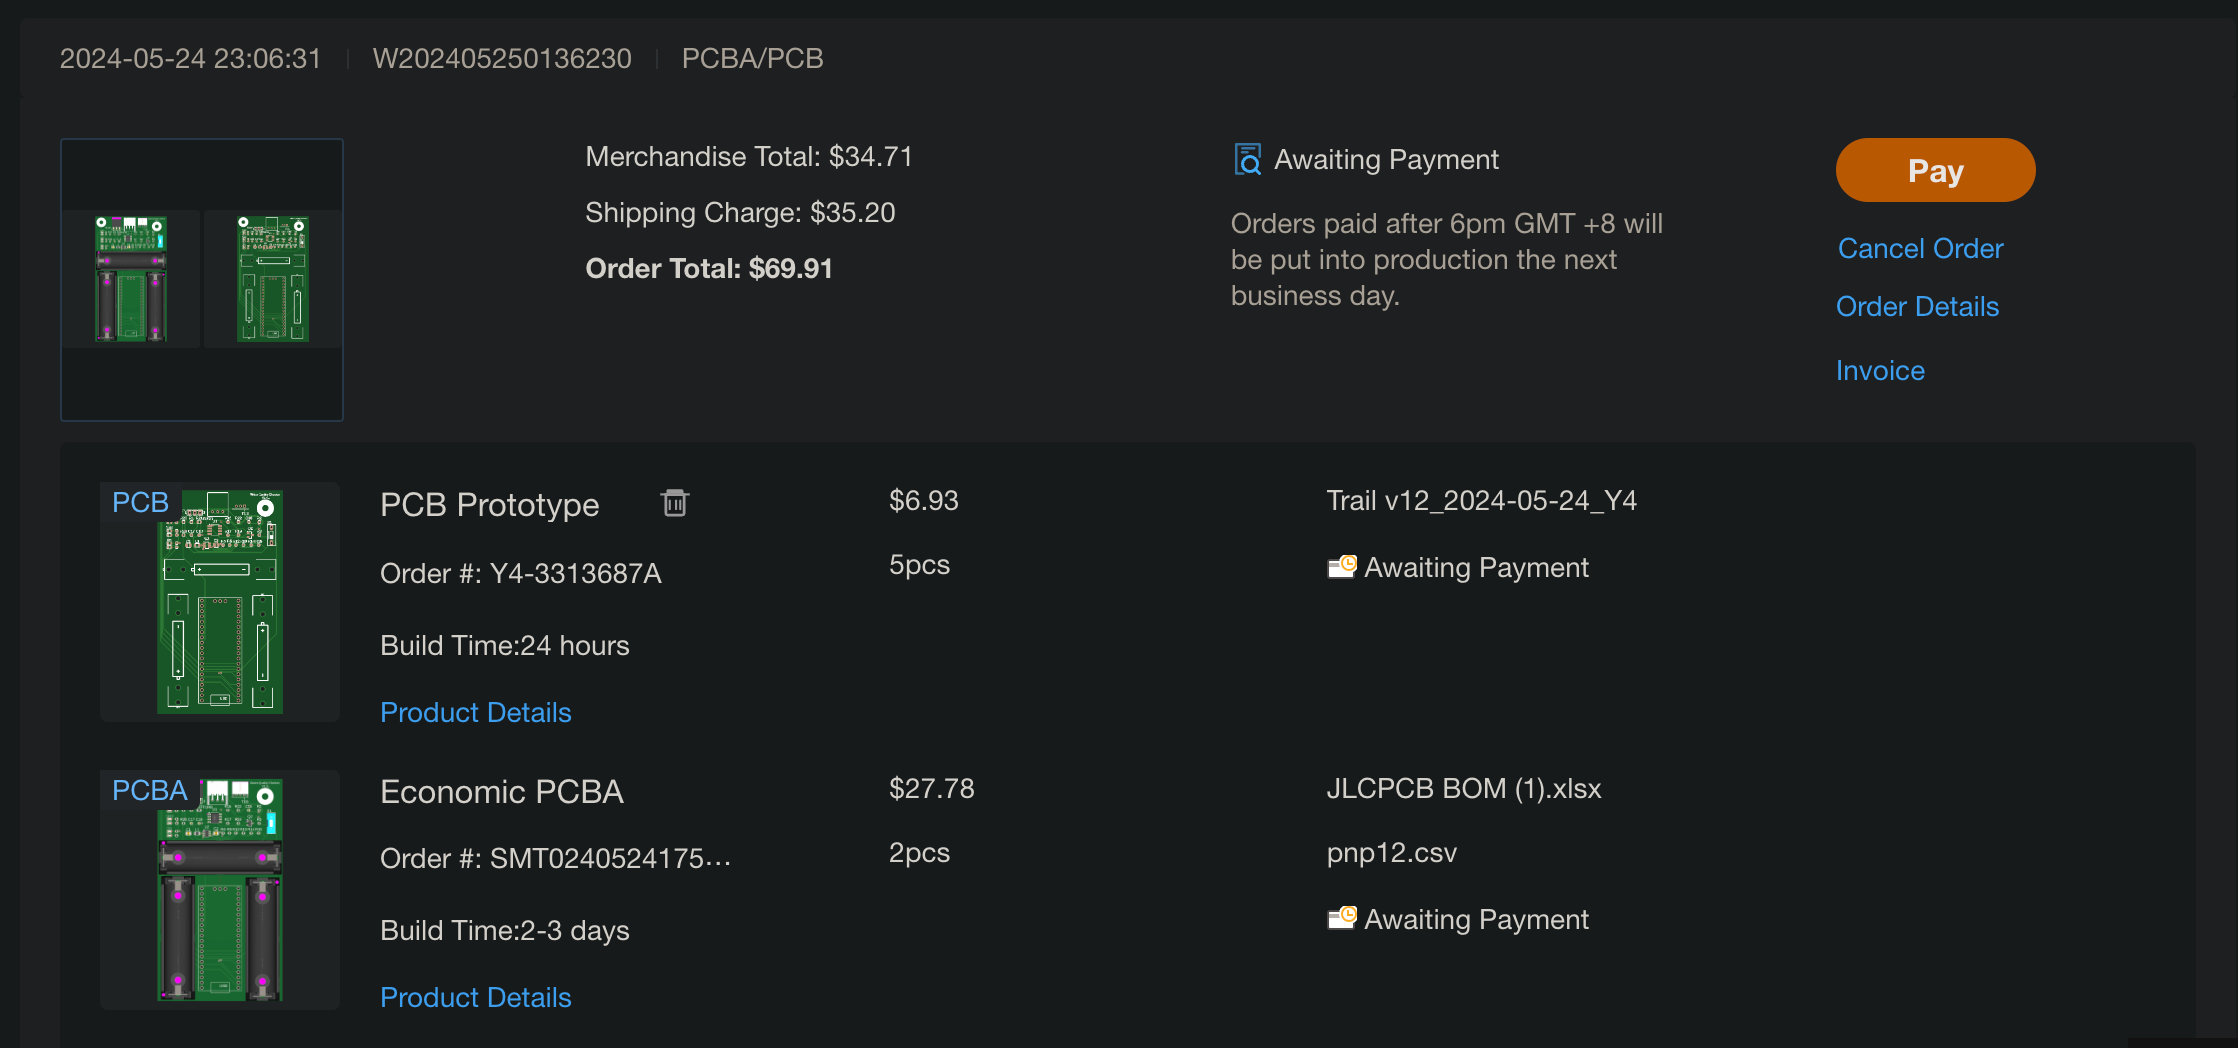 2024-05-24 23:06:31 | W202405250136230 | PCBA/PCB
Merchandise Total: $34.71
Shipping Charge: $35.20
Order Total: $69.91
Awaiting Payment
Orders paid after 6pm GMT +8 will
be put into production the next
business day.
Pay
Cancel Order
Order Details
Invoice
PCB
PCB Prototype
$6.93
Trail v12_2024-05-24_Y4
Order #: Y4-3313687A
5pcs
Awaiting Payment
Build Time:24 hours
Product Details
PCBA
Economic PCBA
$27.78
JLCPCB BOM (1).xlsx
Order #: SMT0240524175...
2pcs
pnp12.csv
Build Time:2-3 days
Awaiting Payment
Product Details